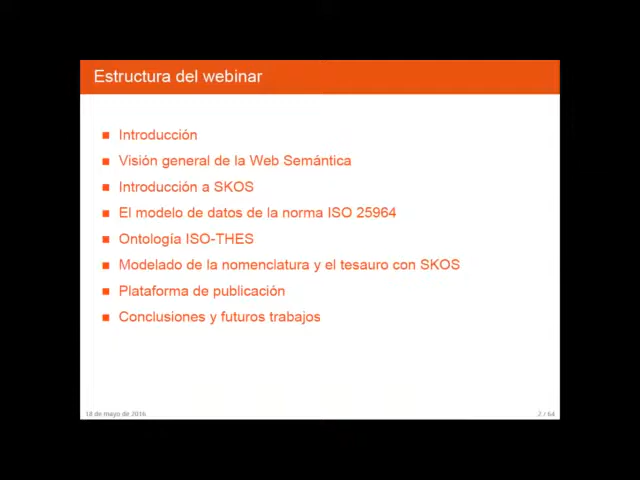 Estructura del webinar
Introducción
Visión general de la Web Semántica
Introducción a SKOS
El modelo de datos de la norma ISO 25964
Ontología ISO-THES
Modelado de la nomenclatura y el tesauro con SKOS
Plataforma de publicación
Conclusiones y futuros trabajos
18 de mayo de 2016
2 / 64